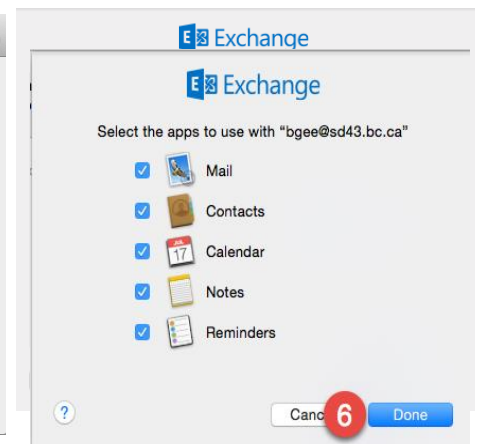 Exchange
Exchange
Select the apps to use with “bgee@sd43.bc.ca”
Mail
Contacts
JUL 17 Calendar
Notes
Reminders
? Canc 6 Done